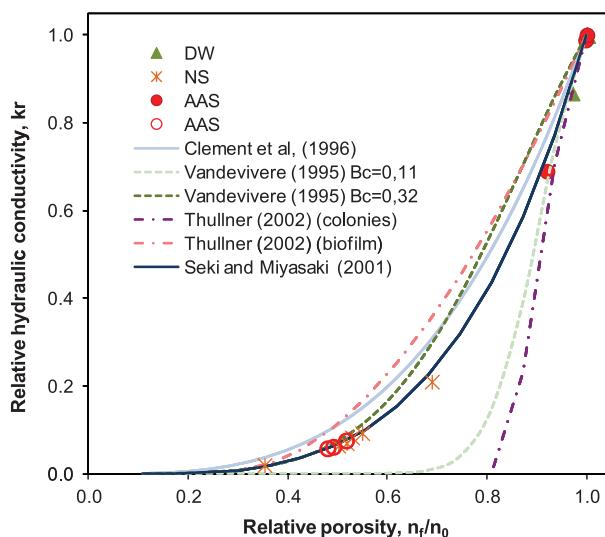 Relative hydraulic conductivity, kr
1.0
0.8
0.6
0.4
0.2
0.0
DW
NS
AAS
AAS
Clement et al, (1996)
Vandevivere (1995) Bc=0,11
Vandevivere (1995) Bc=0,32
Thullner (2002) (colonies)
Thullner (2002) (biofilm)
Seki and Miyasaki (2001)
0.0 0.2 0.4 0.6 0.8 1.0
Relative porosity, nf/n0